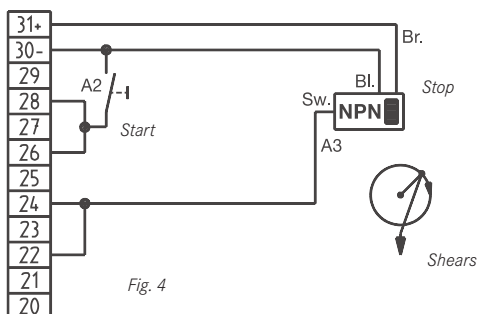 31+
30-
29
28
27
26
25
24
23
22
21
20
A2
Start
Br.
Bl.
Stop
Sw.
NPN
A3
Shears
Fig. 4